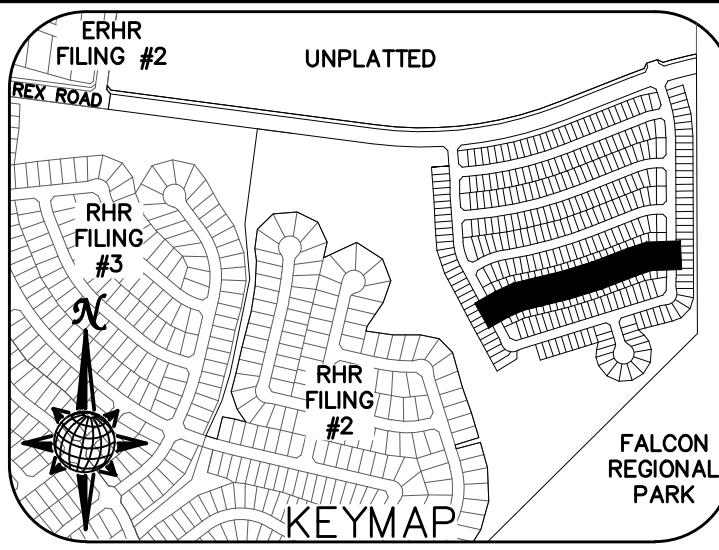 ERHR
FILING #2
UNPLATTED
REX ROAD
RHR
FILING
#3
N
RHR
FILING
#2
FALCON
REGIONAL
PARK
KEYMAP